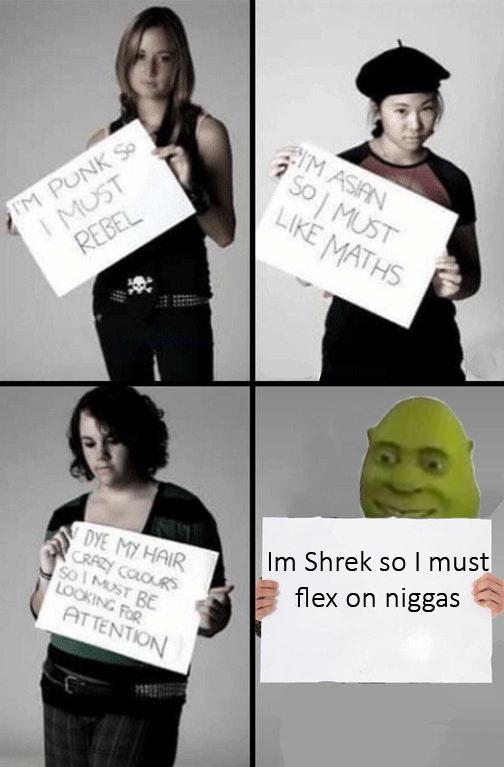 I'M PUNK SO
I MUST
REBEL
I'M ASIAN
SO I MUST
LIKE MATHS
I DYE MY HAIR
CRAZY COLOURS
SO I MUST BE
LOOKING FOR
ATTENTION
Im Shrek so I must
flex on niggas